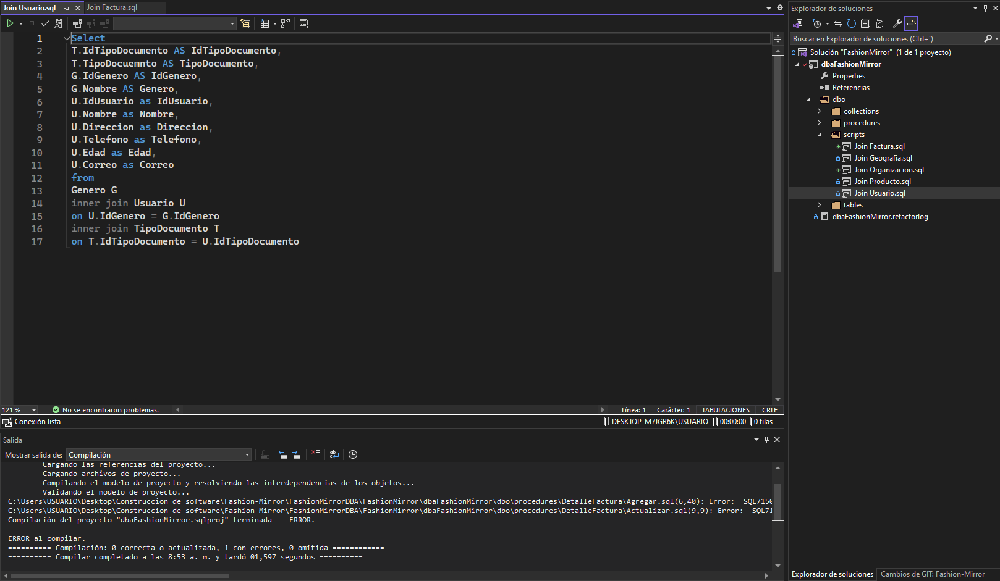 Join Usuario.sql
Join Factura.sql
1 Select
2 T.IdTipoDocumento AS IdTipoDocumento,
3 T.TipoDocuemnto AS TipoDocumento,
4 G.IdGenero AS IdGenero,
5 G.Nombre AS Genero,
6 U.IdUsuario as IdUsuario,
7 U.Nombre as Nombre,
8 U.Direccion as Direccion,
9 U.Telefono as Telefono,
10 U.Edad as Edad,
11 U.Correo as Correo
12 from
13 Genero G
14 inner join Usuario U
15 on U.IdGenero = G.IdGenero
16 inner join TipoDocumento T
17 on T.IdTipoDocumento = U.IdTipoDocumento
121 % No se encontraron problemas. Línea: 1 Carácter: 1 TABULACIONES CRLF
Conexión lista DESKTOP-M7JGR6K\USUARIO 00:00:00 0 filas
Salida
Mostrar salida de: Compilación
Cargando las referencias del proyecto...
Cargando archivos de proyecto...
Compilando el modelo de proyecto y resolviendo las interdependencias de los objetos...
Validando el modelo de proyecto...
C:\Users\USUARIO\Desktop\Construccion de software\Fashion-Mirror\FashionMirrorDBA\FashionMirror\dbaFashionMirror\dbo\procedures\DetalleFactura\Agregar.sql(6,40): Error:  SQL7150
C:\Users\USUARIO\Desktop\Construccion de software\Fashion-Mirror\FashionMirrorDBA\FashionMirror\dbaFashionMirror\dbo\procedures\DetalleFactura\Actualizar.sql(9,9): Error:  SQL71
Compilación del proyecto "dbaFashionMirror.sqlproj" terminada -- ERROR.
ERROR al compilar.
========== Compilación: 0 correcta o actualizada, 1 con errores, 0 omitida ============
========== Compilar completado a las 8:53 a. m. y tardó 01,597 segundos ==========
Explorador de soluciones
Buscar en Explorador de soluciones (Ctrl+´)
Solución "FashionMirror" (1 de 1 proyecto)
dbaFashionMirror
Properties
Referencias
dbo
collections
procedures
scripts
Join Factura.sql
Join Geografia.sql
Join Organizacion.sql
Join Producto.sql
Join Usuario.sql
tables
dbaFashionMirror.refactorlog
Explorador de soluciones
Cambios de GIT: Fashion-Mirror